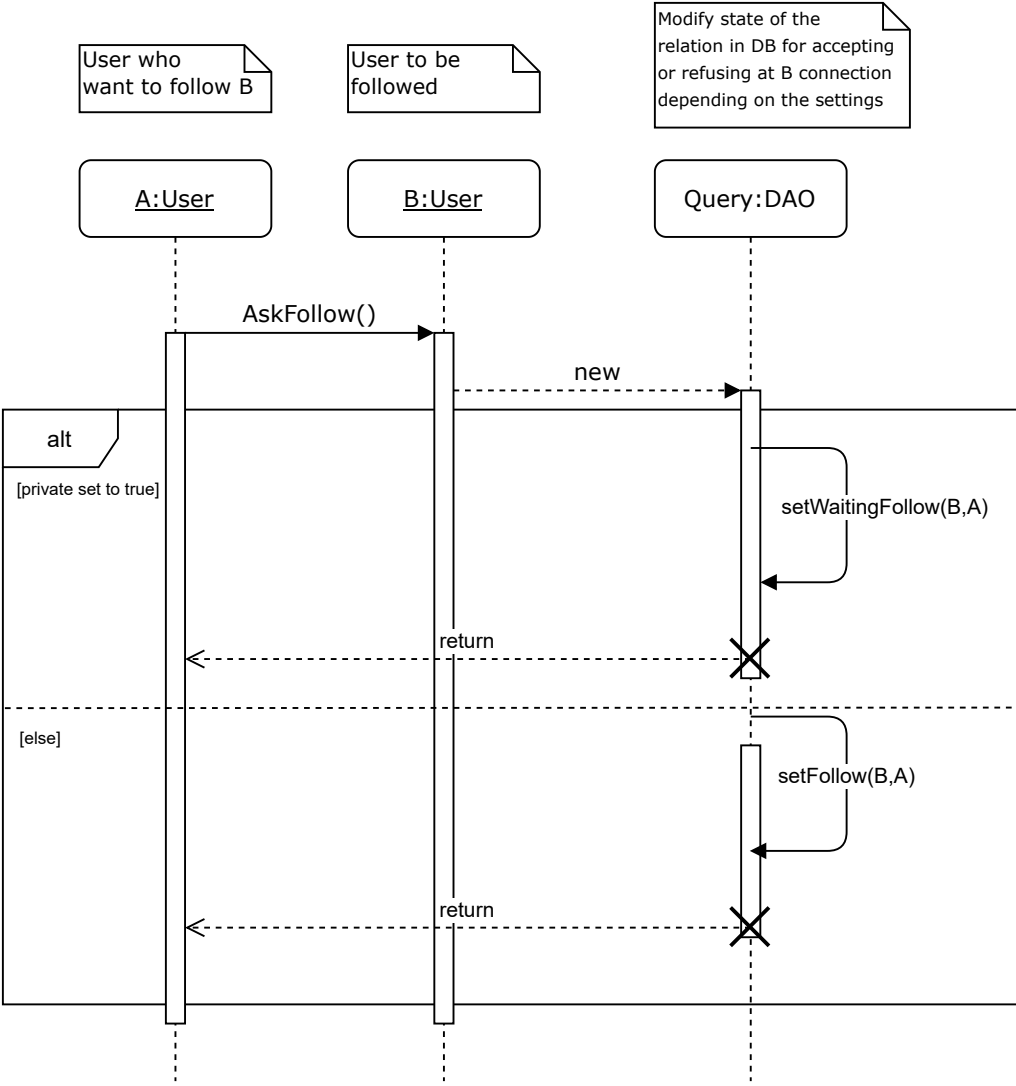 User who
want to follow B
User to be
followed
Modify state of the
relation in DB for accepting
or refusing at B connection
depending on the settings
A:User
B:User
Query:DAO
AskFollow()
new
alt
[private set to true]
setWaitingFollow(B,A)
return
[else]
setFollow(B,A)
return